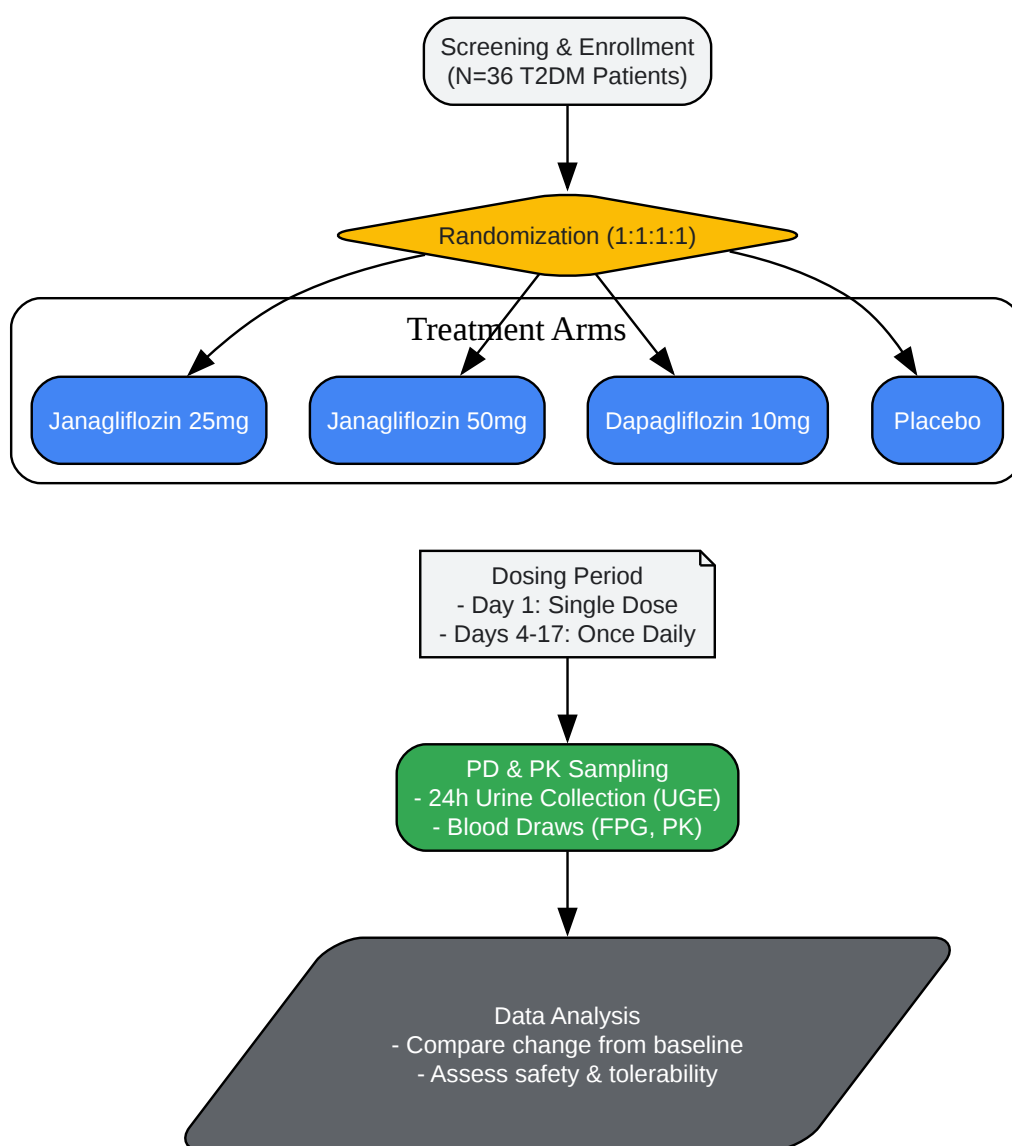 Screening & Enrollment
(N=36 T2DM Patients)
Randomization (1:1:1:1)
Treatment Arms
Janagliflozin 25mg
Janagliflozin 50mg
Dapagliflozin 10mg
Placebo
Dosing Period
- Day 1: Single Dose
- Days 4-17: Once Daily
PD & PK Sampling
- 24h Urine Collection (UGE)
- Blood Draws (FPG, PK)
Data Analysis
- Compare change from baseline
- Assess safety & tolerability